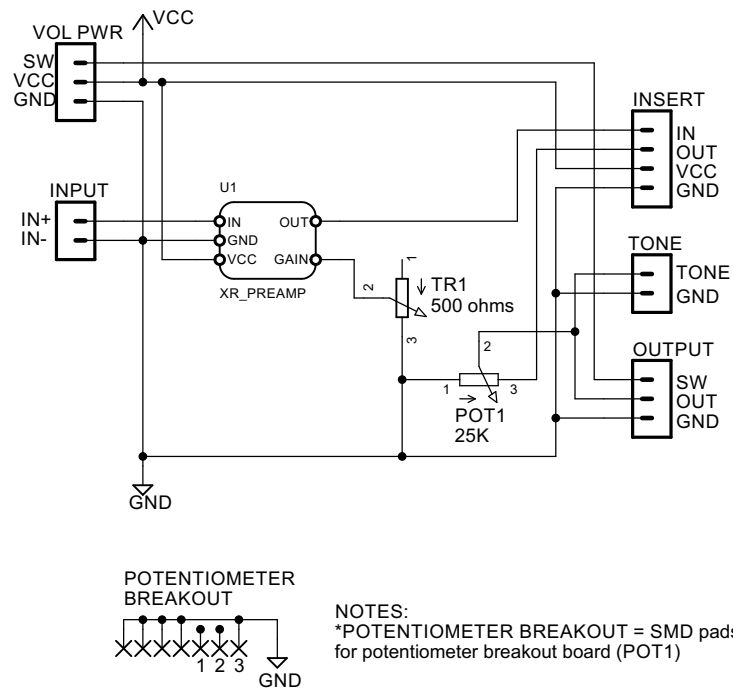 VCC
VOL PWR
SW
VCC
GND
INSERT
IN
OUT
VCC
GND
INPUT
IN+
IN-
U1
IN
GND
VCC
OUT
GAIN
XR_PREAMP
1
2
3
TR1
500 ohms
TONE
TONE
GND
1
2
3
POT1
25K
OUTPUT
SW
OUT
GND
GND
POTENTIOMETER
BREAKOUT
1 2 3
GND
NOTES:
*POTENTIOMETER BREAKOUT = SMD pads
for potentiometer breakout board (POT1)